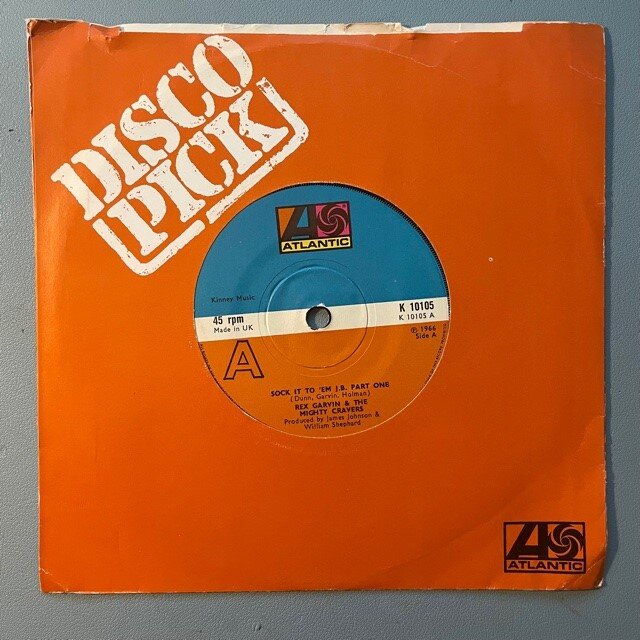 DISCO
PICK
ATLANTIC
Kinney Music
45 rpm
Made in UK
K 10105
K 10105 A
℗ 1966
Side A
A
SOCK IT TO 'EM J.B. PART ONE
(Dunn, Garvin, Holman)
REX GARVIN & THE
MIGHTY CRAVERS
Produced by James Johnson &
William Shephard
ATLANTIC